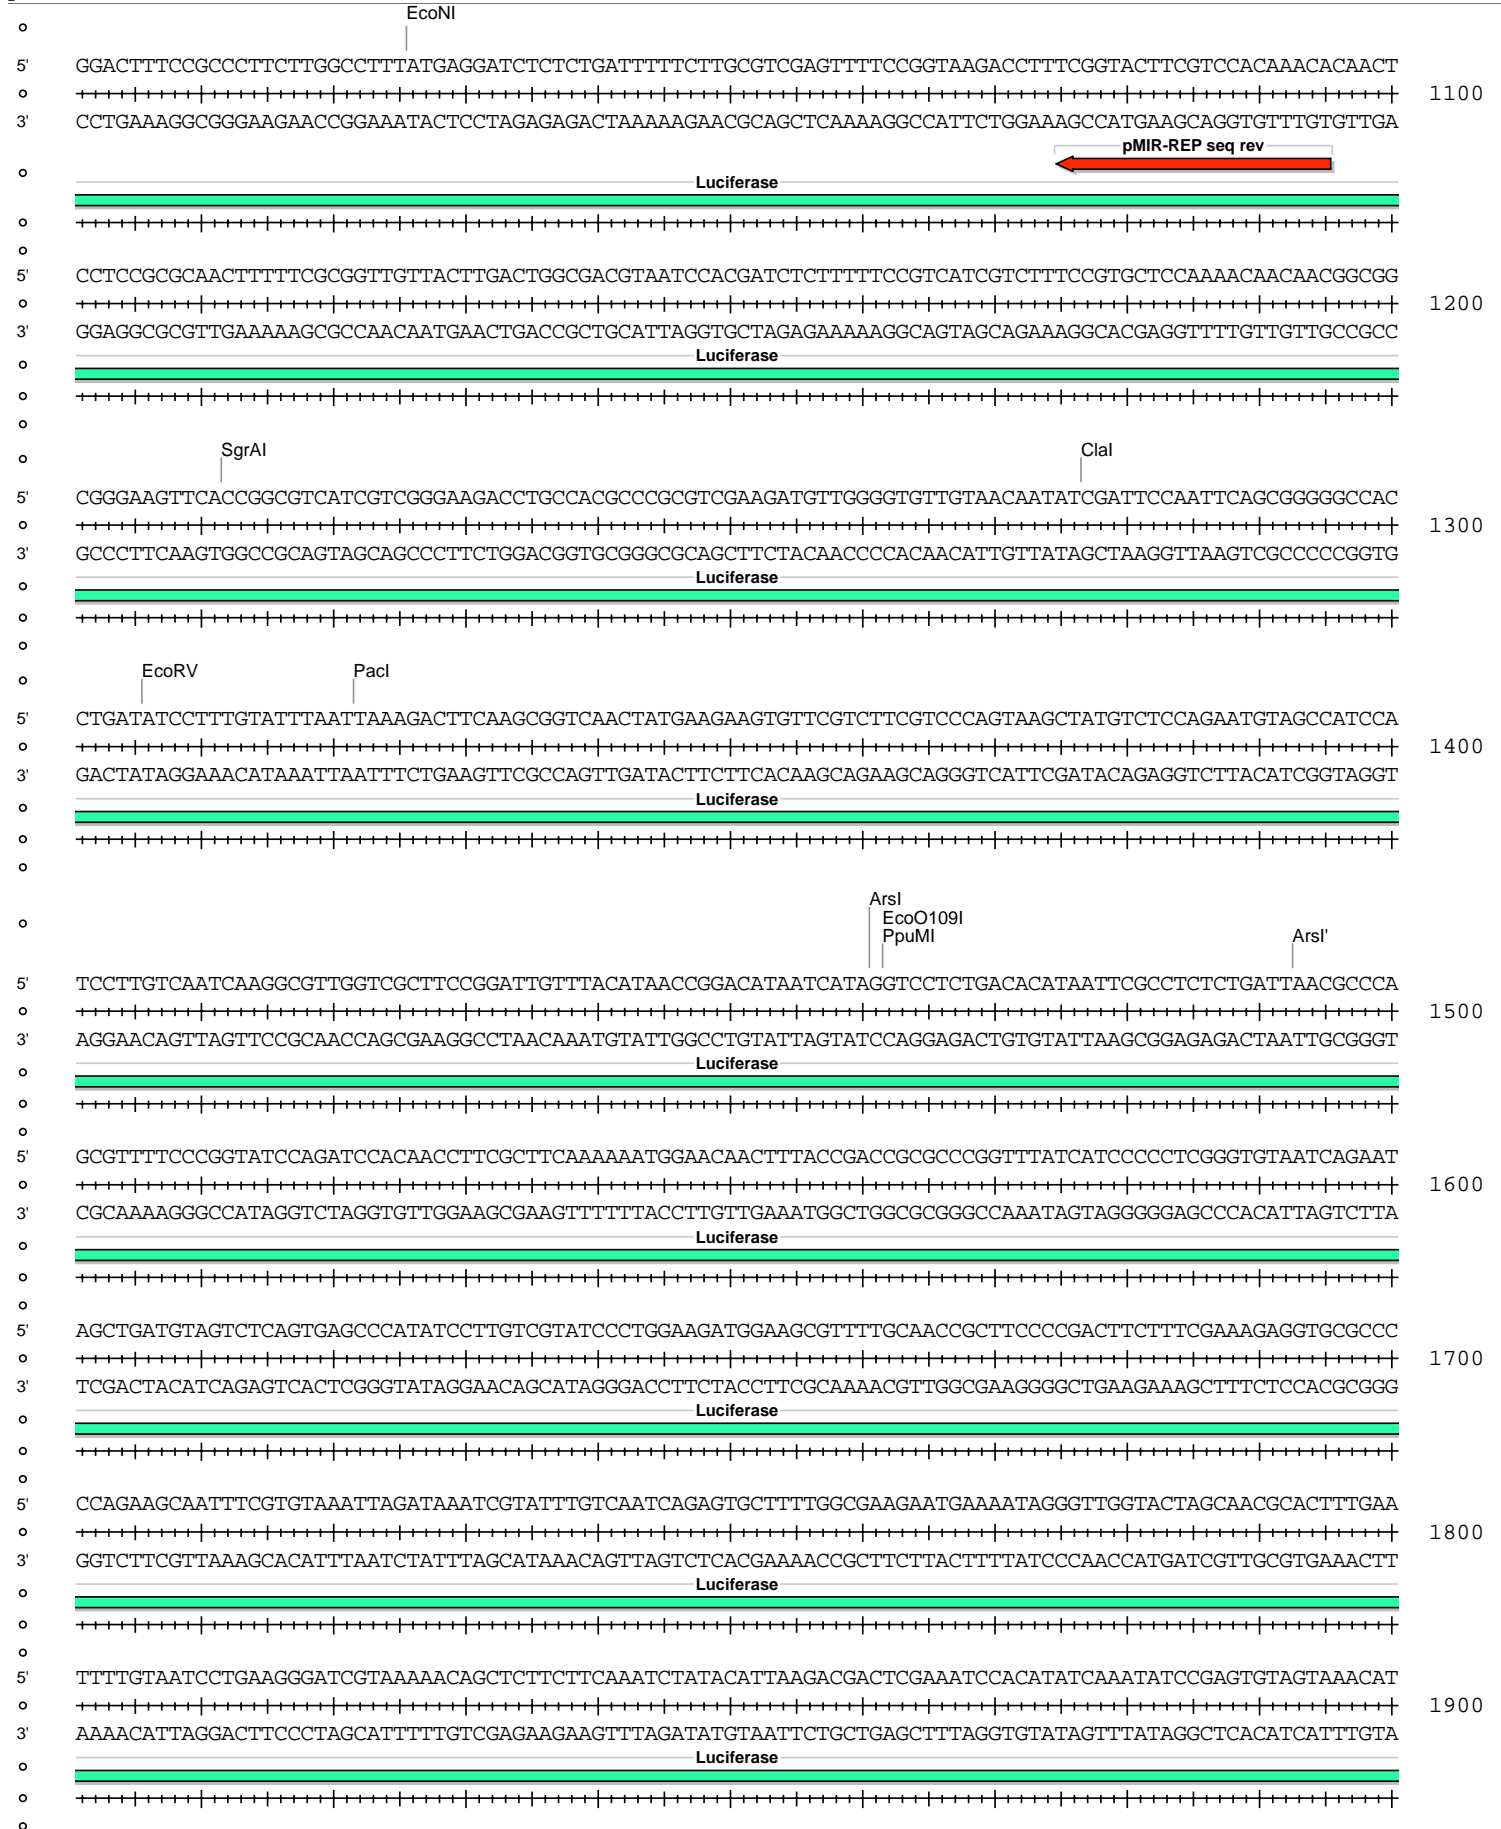 EcoNI
5' GGACTTTCCGCCCTTCTTGGCCTTTATGAGGATCTCTCTGATTTTTCTTGCGTCGAGTTTTCCGGTAAGACCTTTCGGTACTTCGTCCACAAACACAACT
1100
3' CCTGAAAGGCGGGAAGAACCGGAAATACTCCTAGAGAGACTAAAAAGAACGCAGCTCAAAAGGCCATTCTGGAAAGCCATGAAGCAGGTGTTTGTGTTGA
pMIR-REP seq rev
Luciferase
5' CCTCCGCGCAACTTTTTCGCGGTTGTTACTTGACTGGCGACGTAATCCACGATCTCTTTTTCCGTCATCGTCTTTCCGTGCTCCAAAACAACAACGGCGG
1200
3' GGAGGCGCGTTGAAAAAGCGCCAACAATGAACTGACCGCTGCATTAGGTGCTAGAGAAAAAGGCAGTAGCAGAAAGGCACGAGGTTTTGTTGTTGCCGCC
Luciferase
SgrAI ClaI
5' CGGGAAGTTCACCGGCGTCATCGTCGGGAAGACCTGCCACGCCCGCGTCGAAGATGTTGGGGTGTTGTAACAATATCGATTCCAATTCAGCGGGGGCCAC
1300
3' GCCCTTCAAGTGGCCGCAGTAGCAGCCCTTCTGGACGGTGCGGGCGCAGCTTCTACAACCCCACAACATTGTTATAGCTAAGGTTAAGTCGCCCCCGGTG
Luciferase
EcoRV PacI
5' CTGATATCCTTTGTATTTAATTAAAGACTTCAAGCGGTCAACTATGAAGAAGTGTTCGTCTTCGTCCCAGTAAGCTATGTCTCCAGAATGTAGCCATCCA
1400
3' GACTATAGGAAACATAAATTAATTTCTGAAGTTCGCCAGTTGATACTTCTTCACAAGCAGAAGCAGGGTCATTCGATACAGAGGTCTTACATCGGTAGGT
Luciferase
ArsI
EcoO109I
PpuMI ArsI'
5' TCCTTGTCAATCAAGGCGTTGGTCGCTTCCGGATTGTTTACATAACCGGACATAATCATAGGTCCTCTGACACATAATTCGCCTCTCTGATTAACGCCCA
1500
3' AGGAACAGTTAGTTCCGCAACCAGCGAAGGCCTAACAAATGTATTGGCCTGTATTAGTATCCAGGAGACTGTGTATTAAGCGGAGAGACTAATTGCGGGT
Luciferase
5' GCGTTTTCCCGGTATCCAGATCCACAACCTTCGCTTCAAAAAATGGAACAACTTTACCGACCGCGCCCGGTTTATCATCCCCCTCGGGTGTAATCAGAAT
1600
3' CGCAAAAGGGCCATAGGTCTAGGTGTTGGAAGCGAAGTTTTTTACCTTGTTGAAATGGCTGGCGCGGGCCAAATAGTAGGGGGAGCCCACATTAGTCTTA
Luciferase
5' AGCTGATGTAGTCTCAGTGAGCCCATATCCTTGTCGTATCCCTGGAAGATGGAAGCGTTTTGCAACCGCTTCCCCGACTTCTTTCGAAAGAGGTGCGCCC
1700
3' TCGACTACATCAGAGTCACTCGGGTATAGGAACAGCATAGGGACCTTCTACCTTCGCAAAACGTTGGCGAAGGGGCTGAAGAAAGCTTTCTCCACGCGGG
Luciferase
5' CCAGAAGCAATTTCGTGTAAATTAGATAAATCGTATTTGTCAATCAGAGTGCTTTTGGCGAAGAATGAAAATAGGGTTGGTACTAGCAACGCACTTTGAA
1800
3' GGTCTTCGTTAAAGCACATTTAATCTATTTAGCATAAACAGTTAGTCTCACGAAAACCGCTTCTTACTTTTATCCCAACCATGATCGTTGCGTGAAACTT
Luciferase
5' TTTTGTAATCCTGAAGGGATCGTAAAAACAGCTCTTCTTCAAATCTATACATTAAGACGACTCGAAATCCACATATCAAATATCCGAGTGTAGTAAACAT
1900
3' AAAACATTAGGACTTCCCTAGCATTTTTGTCGAGAAGAAGTTTAGATATGTAATTCTGCTGAGCTTTAGGTGTATAGTTTATAGGCTCACATCATTTGTA
Luciferase